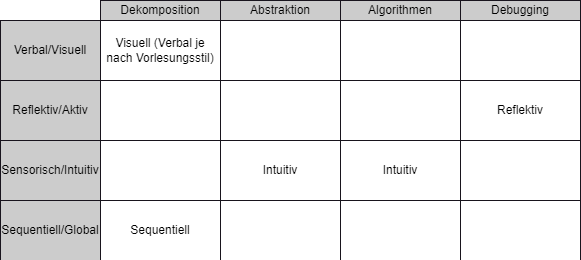 Dekomposition Abstraktion Algorithmen Debugging
Verbal/Visuell Visuell (Verbal je
nach Vorlesungsstil)
Reflektiv/Aktiv Reflektiv
Sensorisch/Intuitiv Intuitiv Intuitiv
Sequentiell/Global Sequentiell